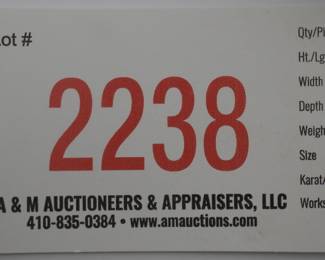 Lot #
2238
A & M AUCTIONEERS & APPRAISERS, LLC
410-835-0384 • www.amauctions.com
Qty/Pi
Ht./Lg
Width
Depth
Weigh
Size
Karat/
Works